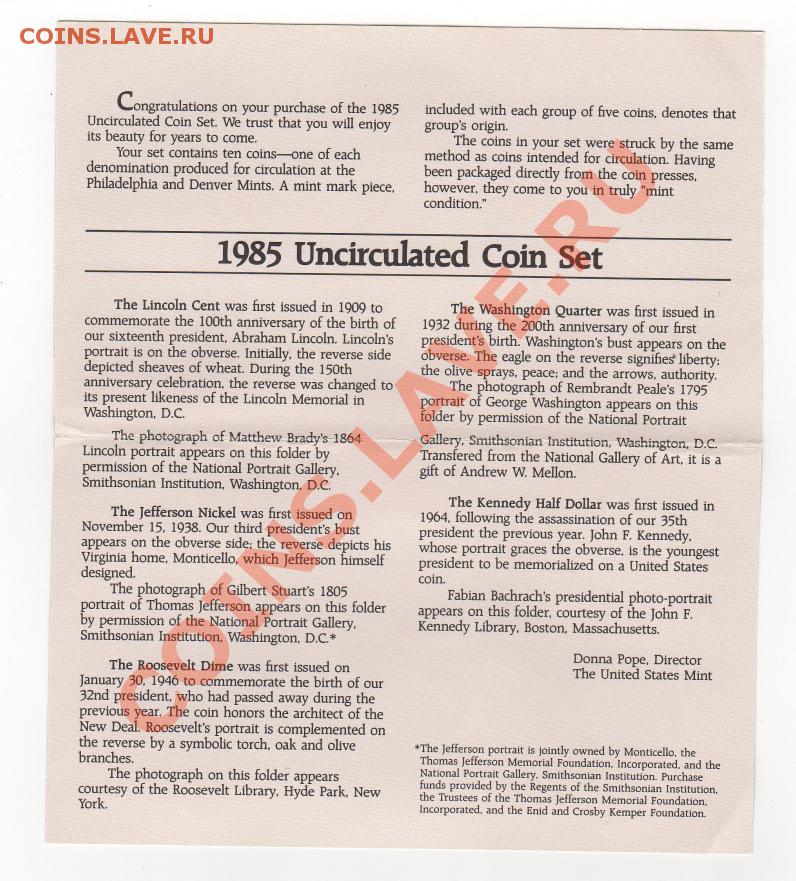 COINS.LAVE.RU
Congratulations on your purchase of the 1985
Uncirculated Coin Set. We trust that you will enjoy
its beauty for years to come.
Your set contains ten coins—one of each
denomination produced for circulation at the
Philadelphia and Denver Mints. A mint mark piece,
included with each group of five coins, denotes that
group's origin.
The coins in your set were struck by the same
method as coins intended for circulation. Having
been packaged directly from the coin presses,
however, they come to you in truly "mint
condition."
1985 Uncirculated Coin Set
The Lincoln Cent was first issued in 1909 to
commemorate the 100th anniversary of the birth of
our sixteenth president, Abraham Lincoln. Lincoln's
portrait is on the obverse. Initially, the reverse side
depicted sheaves of wheat. During the 150th
anniversary celebration, the reverse was changed to
its present likeness of the Lincoln Memorial in
Washington, D.C.
The photograph of Matthew Brady's 1864
Lincoln portrait appears on this folder by
permission of the National Portrait Gallery,
Smithsonian Institution, Washington, D.C.
The Jefferson Nickel was first issued on
November 15, 1938. Our third president's bust
appears on the obverse side; the reverse depicts his
Virginia home, Monticello, which Jefferson himself
designed.
The photograph of Gilbert Stuart's 1805
portrait of Thomas Jefferson appears on this folder
by permission of the National Portrait Gallery,
Smithsonian Institution, Washington, D.C.*
The Roosevelt Dime was first issued on
January 30, 1946 to commemorate the birth of our
32nd president, who had passed away during the
previous year. The coin honors the architect of the
New Deal. Roosevelt's portrait is complemented on
the reverse by a symbolic torch, oak and olive
branches.
The photograph on this folder appears
courtesy of the Roosevelt Library, Hyde Park, New
York.
The Washington Quarter was first issued in
1932 during the 200th anniversary of our first
president's birth. Washington's bust appears on the
obverse. The eagle on the reverse signifies liberty;
the olive sprays, peace; and the arrows, authority.
The photograph of Rembrandt Peale's 1795
portrait of George Washington appears on this
folder by permission of the National Portrait
Gallery, Smithsonian Institution, Washington, D.C.
Transfered from the National Gallery of Art, it is a
gift of Andrew W. Mellon.
The Kennedy Half Dollar was first issued in
1964, following the assassination of our 35th
president the previous year. John F. Kennedy,
whose portrait graces the obverse, is the youngest
president to be memorialized on a United States
coin.
Fabian Bachrach's presidential photo-portrait
appears on this folder, courtesy of the John F.
Kennedy Library, Boston, Massachusetts.
Donna Pope, Director
The United States Mint
*The Jefferson portrait is jointly owned by Monticello, the
Thomas Jefferson Memorial Foundation, Incorporated, and the
National Portrait Gallery, Smithsonian Institution. Purchase
funds provided by the Regents of the Smithsonian Institution,
the Trustees of the Thomas Jefferson Memorial Foundation,
Incorporated, and the Enid and Crosby Kemper Foundation.
COINS.LAVE.RU